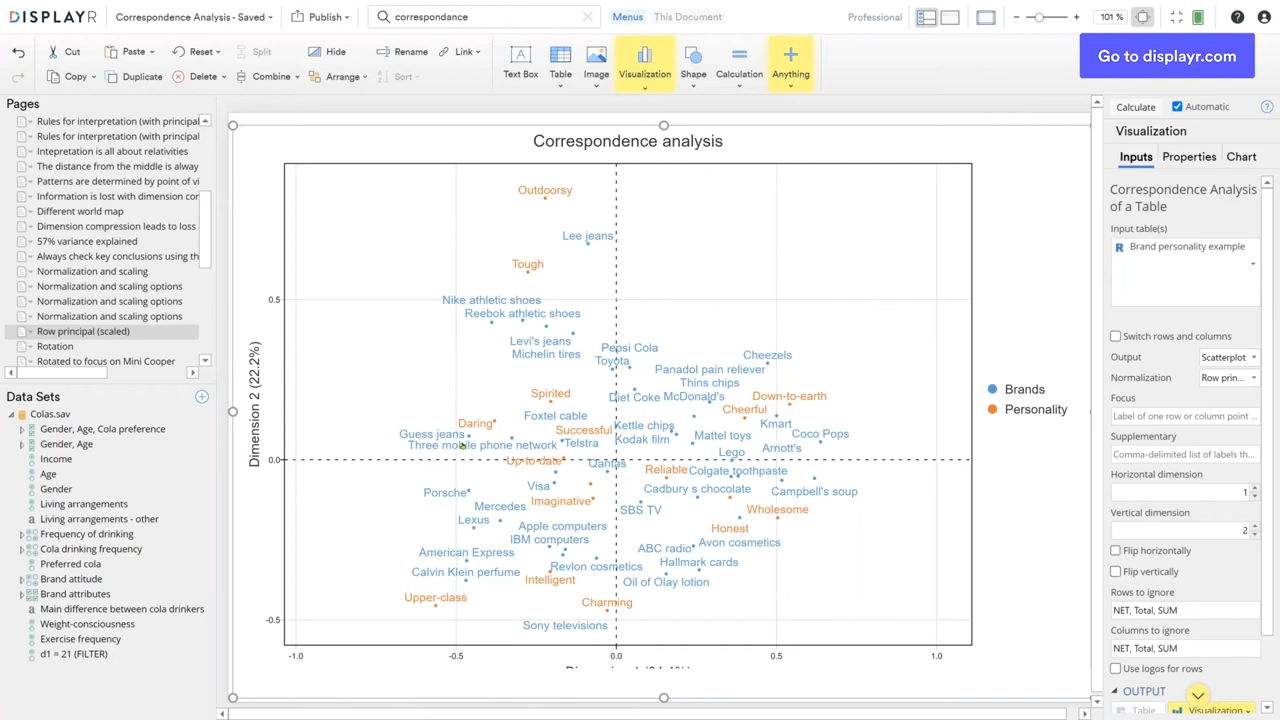 DISPLAYR
Correspondence Analysis - Saved
Publish
correspondance
Menus
This Document
Professional
101 %
Cut
Paste
Reset
Split
Hide
Rename
Link
Copy
Duplicate
Delete
Combine
Arrange
Sort
Text Box
Table
Image
Visualization
Shape
Calculation
Anything
Go to displayr.com
Pages
Rules for interpretation (with principal
Rules for interpretation (with principal
Intepretation is all about relativities
The distance from the middle is alway
Patterns are determined by point of vi
Information is lost with dimension cor
Different world map
Dimension compression leads to loss
57% variance explained
Always check key conclusions using th
Normalization and scaling
Normalization and scaling options
Normalization and scaling options
Normalization and scaling options
Row principal (scaled)
Rotation
Rotated to focus on Mini Cooper
Data Sets
Colas.sav
Gender, Age, Cola preference
Gender, Age
Income
Age
Gender
Living arrangements
Living arrangements - other
Frequency of drinking
Cola drinking frequency
Preferred cola
Brand attitude
Brand attributes
Main difference between cola drinkers
Weight-consciousness
Exercise frequency
d1 = 21 (FILTER)
Correspondence analysis
Outdoorsy
Lee jeans
Tough
Nike athletic shoes
Reebok athletic shoes
Levi's jeans
Michelin tires
Pepsi Cola
Toyota
Cheezels
Panadol pain reliever
Thins chips
Spirited
Diet Coke
McDonald's
Down-to-earth
Cheerful
Foxtel cable
Daring
Successful
Kettle chips
Kmart
Guess jeans
Three mobile phone network
Telstra
Kodak film
Mattel toys
Coco Pops
Arnott's
Lego
Up-to-date
Qantas
Reliable
Colgate toothpaste
Visa
Cadbury s chocolate
Campbell's soup
Porsche
Imaginative
Mercedes
SBS TV
Wholesome
Lexus
Apple computers
Honest
IBM computers
ABC radio
Avon cosmetics
American Express
Hallmark cards
Calvin Klein perfume
Revlon cosmetics
Intelligent
Oil of Olay lotion
Upper-class
Charming
Sony televisions
0.5
0.0
-0.5
Dimension 2 (22.2%)
-1.0
-0.5
0.0
0.5
1.0
Brands
Personality
Calculate
Automatic
Visualization
Inputs
Properties
Chart
Correspondence Analysis
of a Table
Input table(s)
R Brand personality example
Switch rows and columns
Output
Scatterplot
Normalization
Row prin...
Focus
Label of one row or column point ...
Supplementary
Comma-delimited list of labels th...
Horizontal dimension
1
Vertical dimension
2
Flip horizontally
Flip vertically
Rows to ignore
NET, Total, SUM
Columns to ignore
NET, Total, SUM
Use logos for rows
OUTPUT
Table
Visualization